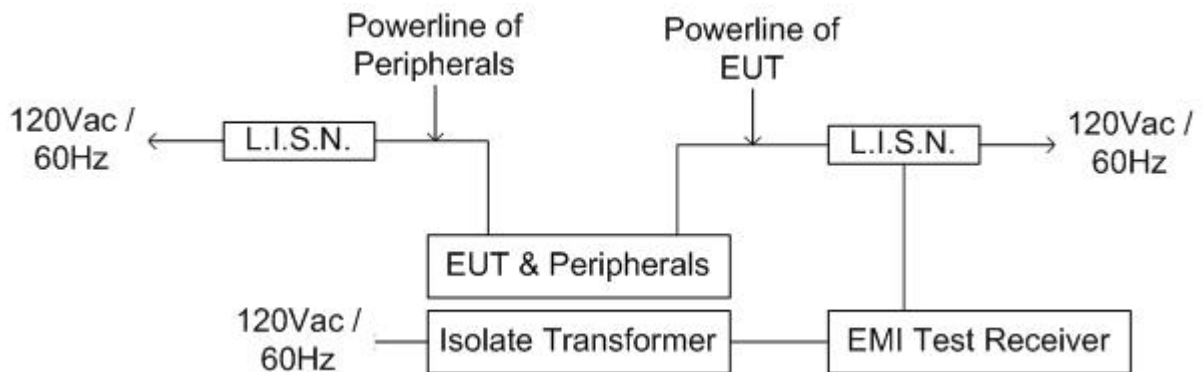 Powerline of
Peripherals
Powerline of
EUT
120Vac /
60Hz
L.I.S.N.
L.I.S.N.
120Vac /
60Hz
EUT & Peripherals
120Vac /
60Hz
Isolate Transformer
EMI Test Receiver